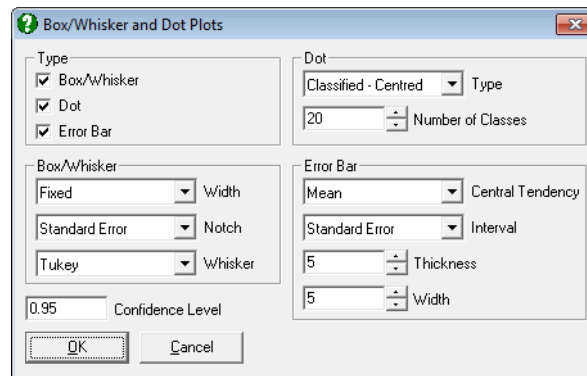 Box/Whisker and Dot Plots
Type
Box/Whisker
Dot
Error Bar
Dot
Classified - Centred Type
20 Number of Classes
Box/Whisker
Fixed Width
Standard Error Notch
Tukey Whisker
0.95 Confidence Level
Error Bar
Mean Central Tendency
Standard Error Interval
5 Thickness
5 Width
OK Cancel